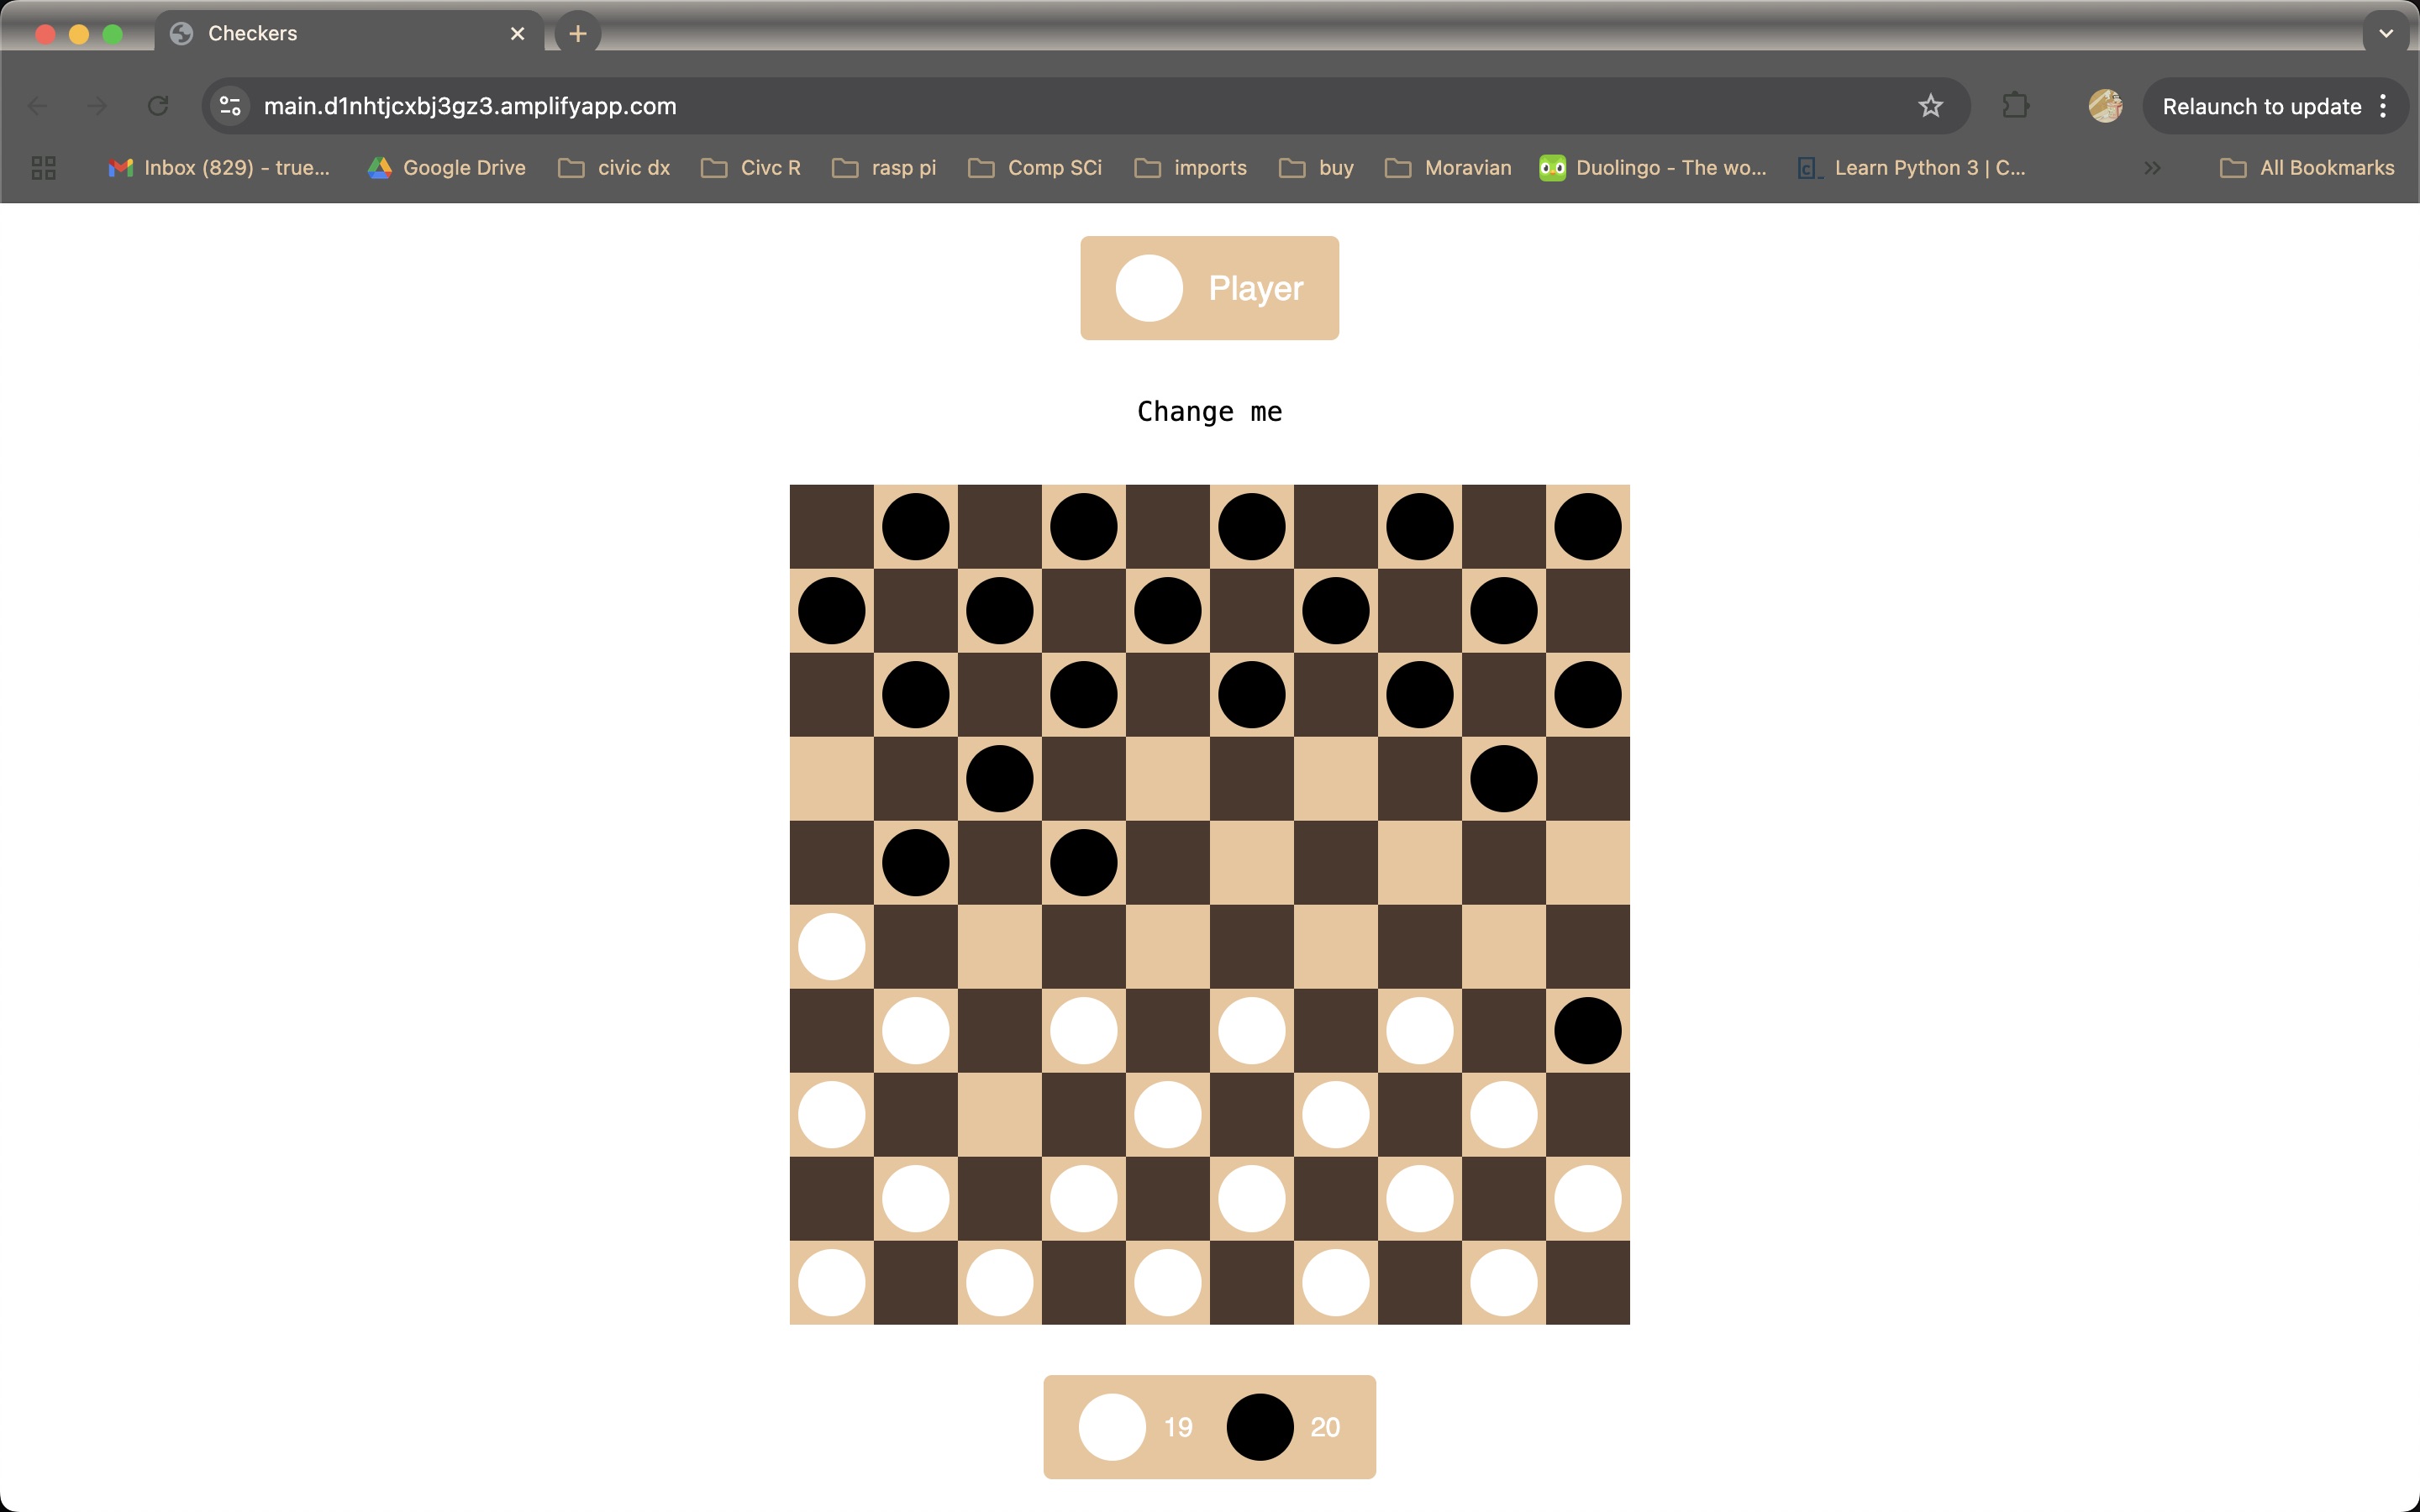 Checkers
main.d1nhtjcxbj3gz3.amplifyapp.com
Relaunch to update
Inbox (829) - true... Google Drive civic dx Civc R rasp pi Comp SCi imports buy Moravian Duolingo - The wo... Learn Python 3 | C... All Bookmarks
Player
Change me
19 20